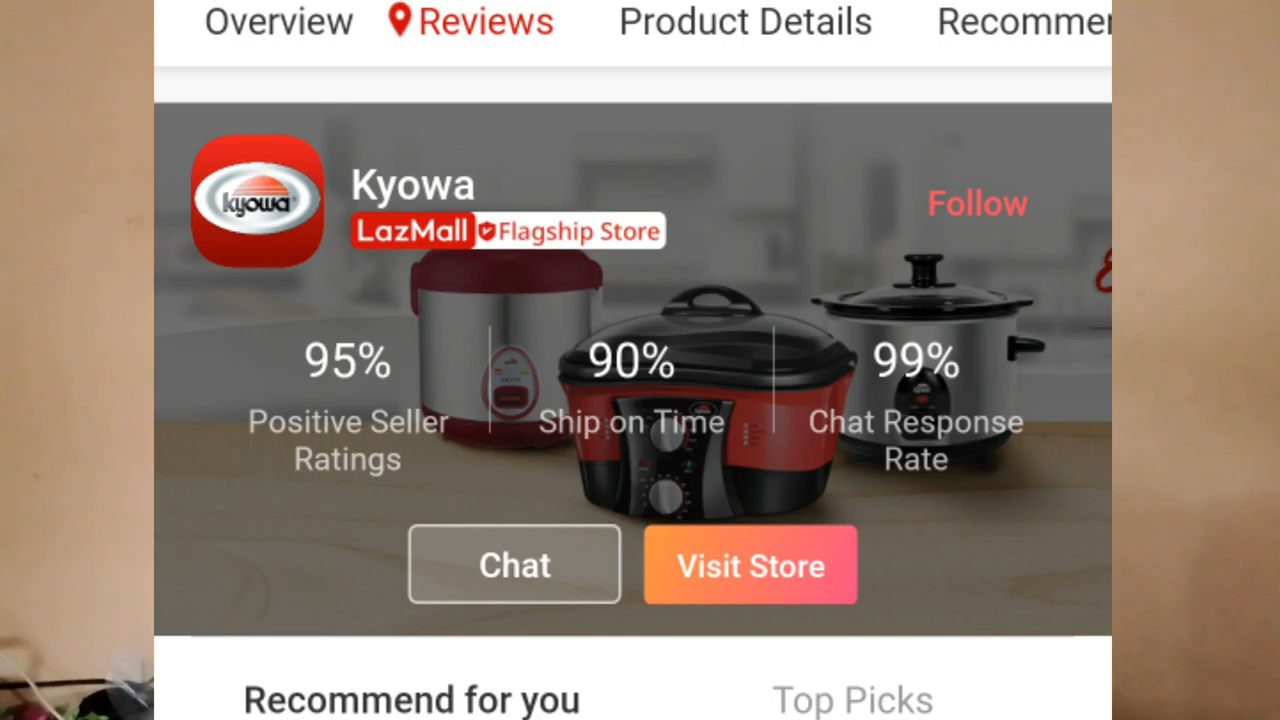 Overview Reviews Product Details Recommen
Kyowa
kyowa
LazMall Flagship Store
Follow
95% 90% 99%
Positive Seller Ratings
Ship on Time
Chat Response Rate
Chat Visit Store
Recommend for you Top Picks